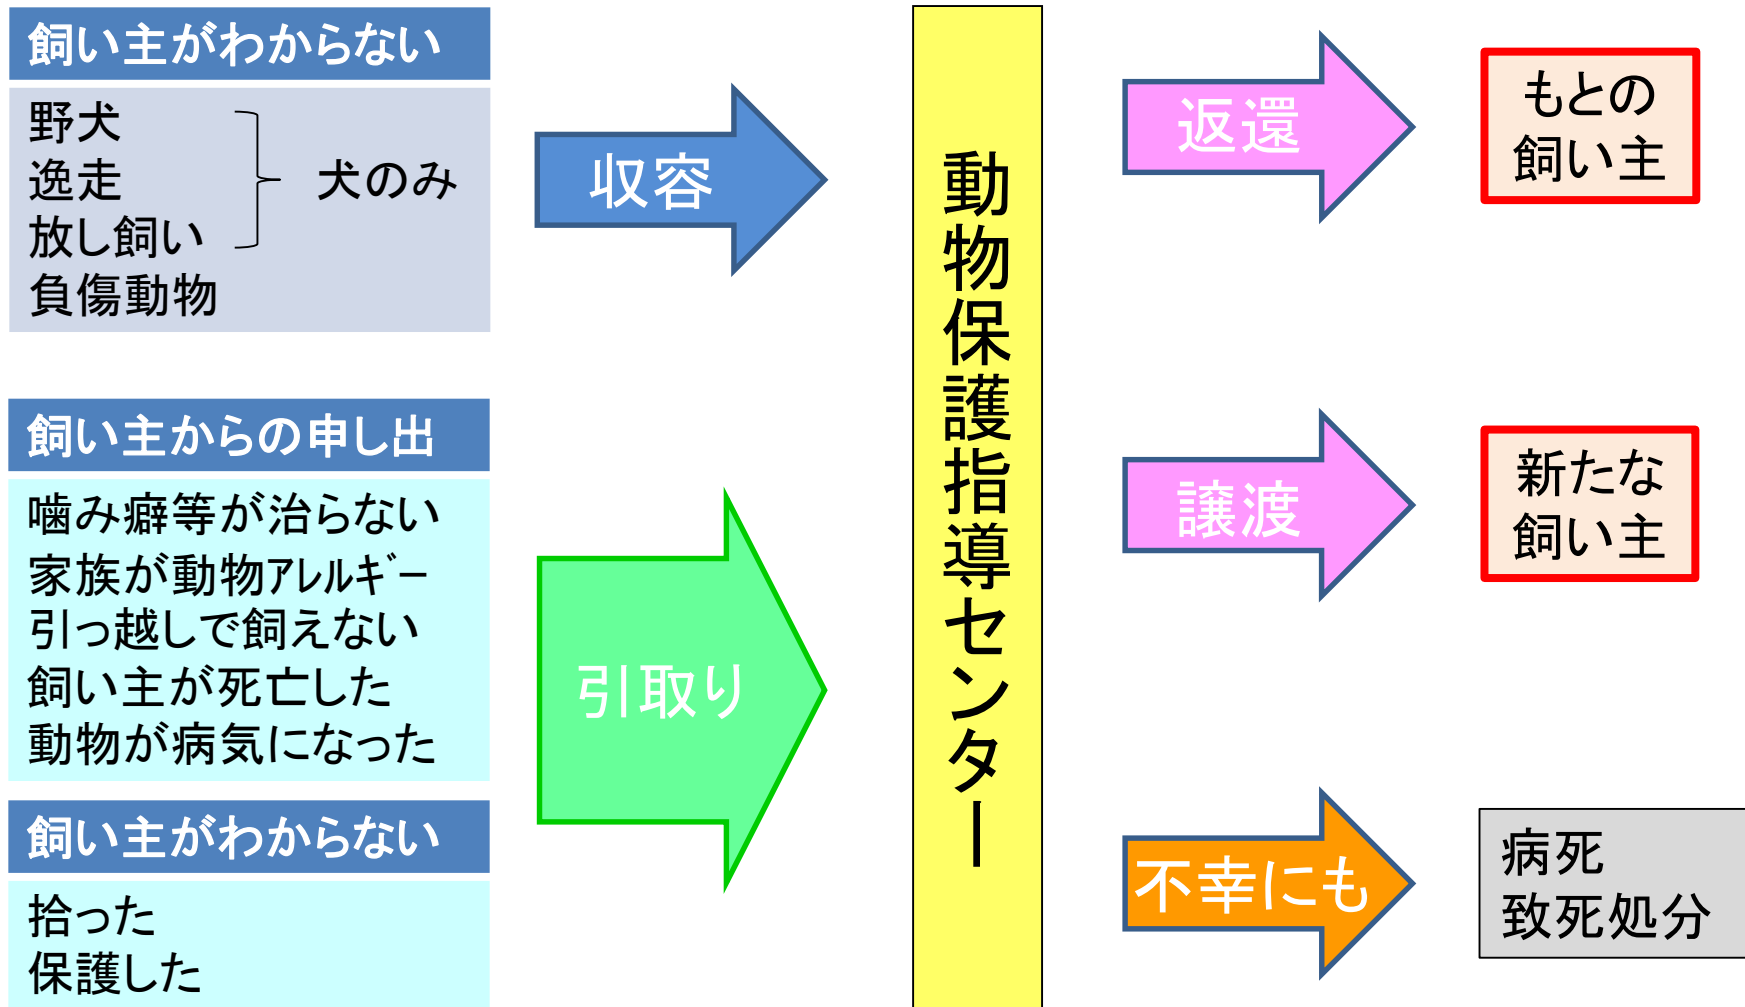 飼い主がわからない
野犬
逸走
放し飼い
犬のみ
負傷動物
収容
飼い主からの申し出
噛み癖等が治らない
家族が動物ｱﾚﾙｷﾞｰ
引っ越しで飼えない
飼い主が死亡した
動物が病気になった
飼い主がわからない
拾った
保護した
引取り
動物保護指導センター
返還
もとの
飼い主
譲渡
新たな
飼い主
不幸にも
病死
致死処分